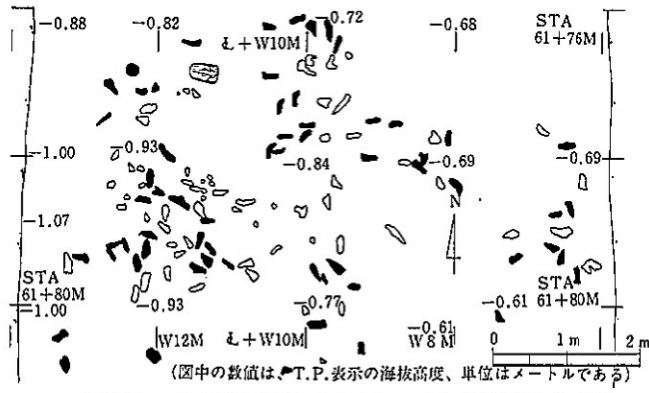 -0.88 -0.82 -0.72 -0.68 STA
℄+W10M 61+76M
-0.93
-1.00 -0.84 -0.69 -0.69
N
-1.07
STA STA
61+80M 61+80M
-1.00 -0.93 -0.77 -0.61 -0.61
W12M ℄+W10M W8M 0 1m 2m
(図中の数値は、T.P.表示の海抜高度、単位はメートルである)